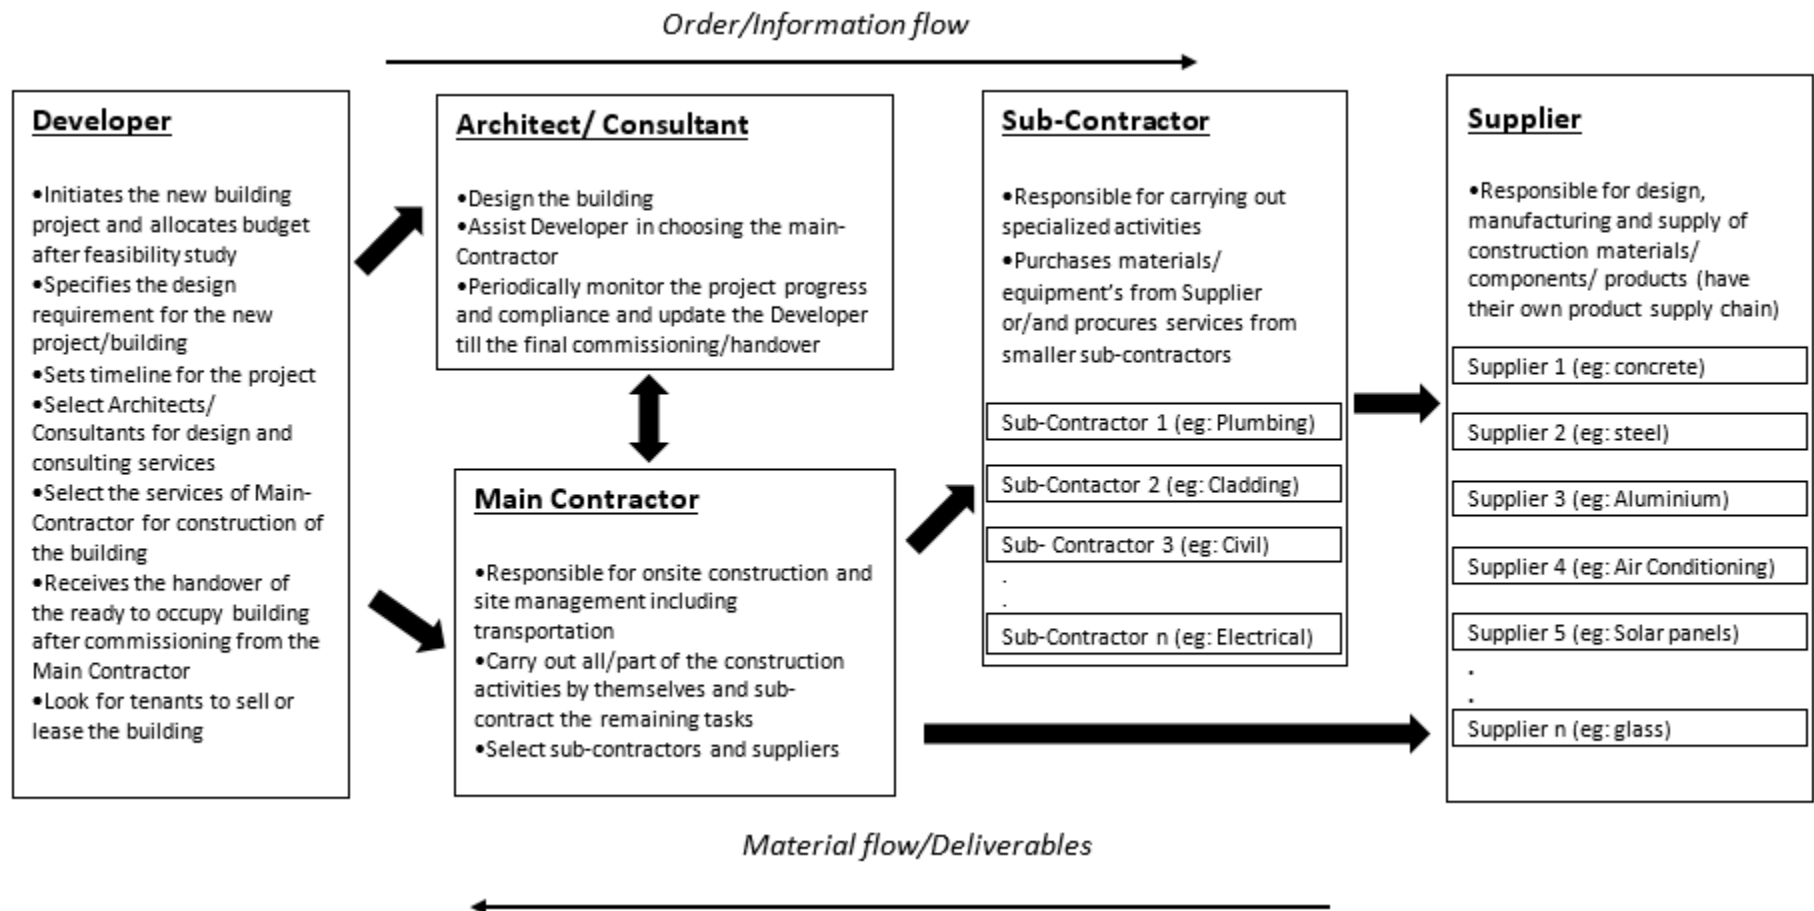 Order/Information flow
Developer
•Initiates the new building
project and allocates budget
after feasibility study
•Specifies the design
requirement for the new
project/building
•Sets timeline for the project
•Select Architects/
Consultants for design and
consulting services
•Select the services of Main-
Contractor for construction of
the building
•Receives the handover of
the ready to occupy building
after commissioning from the
Main Contractor
•Look for tenants to sell or
lease the building
Architect/ Consultant
•Design the building
•Assist Developer in choosing the main-
Contractor
•Periodically monitor the project progress
and compliance and update the Developer
till the final commissioning/handover
Main Contractor
•Responsible for onsite construction and
site management including
transportation
•Carry out all/part of the construction
activities by themselves and sub-
contract the remaining tasks
•Select sub-contractors and suppliers
Sub-Contractor
•Responsible for carrying out
specialized activities
•Purchases materials/
equipment's from Supplier
or/and procures services from
smaller sub-contractors
Sub-Contractor 1 (eg: Plumbing)
Sub-Contactor 2 (eg: Cladding)
Sub- Contractor 3 (eg: Civil)
.
.
Sub-Contractor n (eg: Electrical)
Supplier
•Responsible for design,
manufacturing and supply of
construction materials/
components/ products (have
their own product supply chain)
Supplier 1 (eg: concrete)
Supplier 2 (eg: steel)
Supplier 3 (eg: Aluminium)
Supplier 4 (eg: Air Conditioning)
Supplier 5 (eg: Solar panels)
.
.
Supplier n (eg: glass)
Material flow/Deliverables